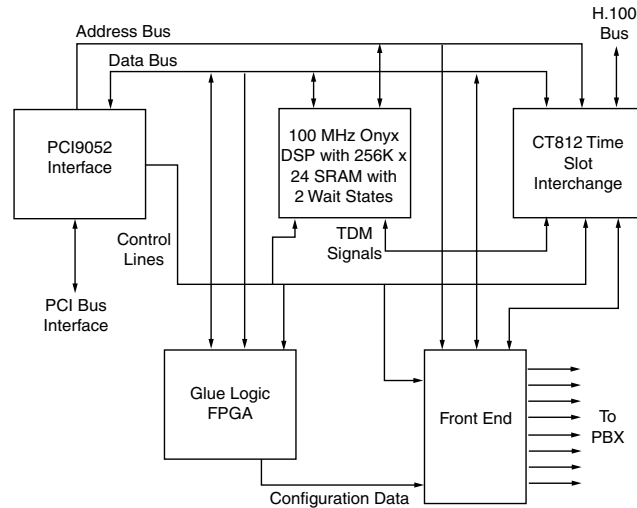 Address Bus
H.100
Bus
Data Bus
PCI9052
Interface
100 MHz Onyx
DSP with 256K x
24 SRAM with
2 Wait States
CT812 Time
Slot
Interchange
Control
Lines
TDM
Signals
PCI Bus
Interface
Glue Logic
FPGA
Front End
To
PBX
Configuration Data